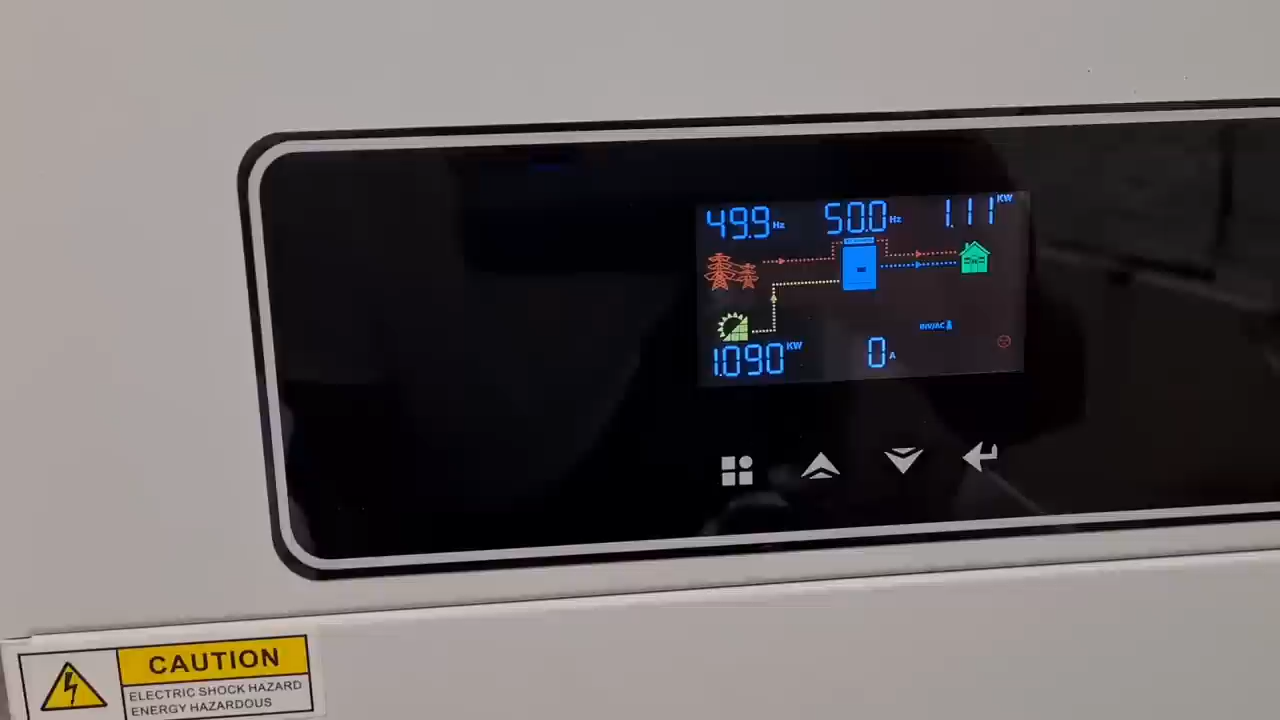 49.9 Hz
50.0 Hz
1.11 KW
1.090 KW
0 A
CAUTION
ELECTRIC SHOCK HAZARD
ENERGY HAZARDOUS